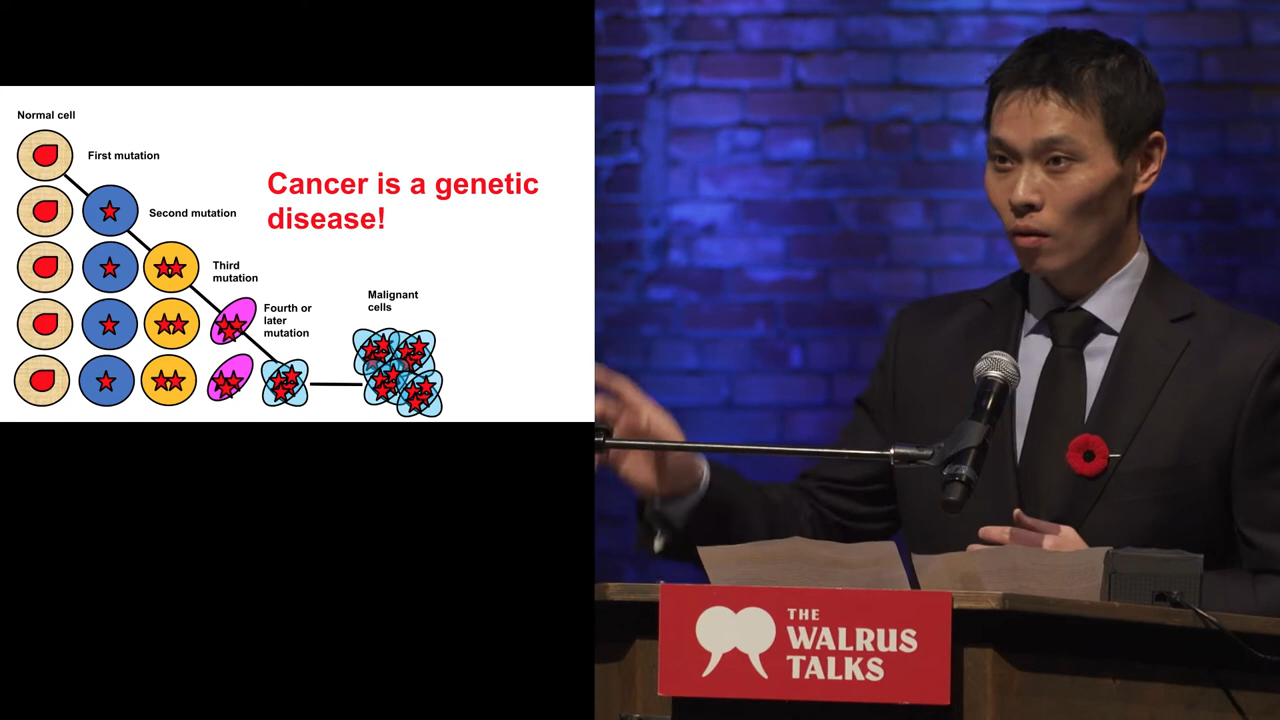 Normal cell
First mutation
Second mutation
Third
mutation
Fourth or
later
mutation
Malignant
cells
Cancer is a genetic
disease!
THE
WALRUS
TALKS